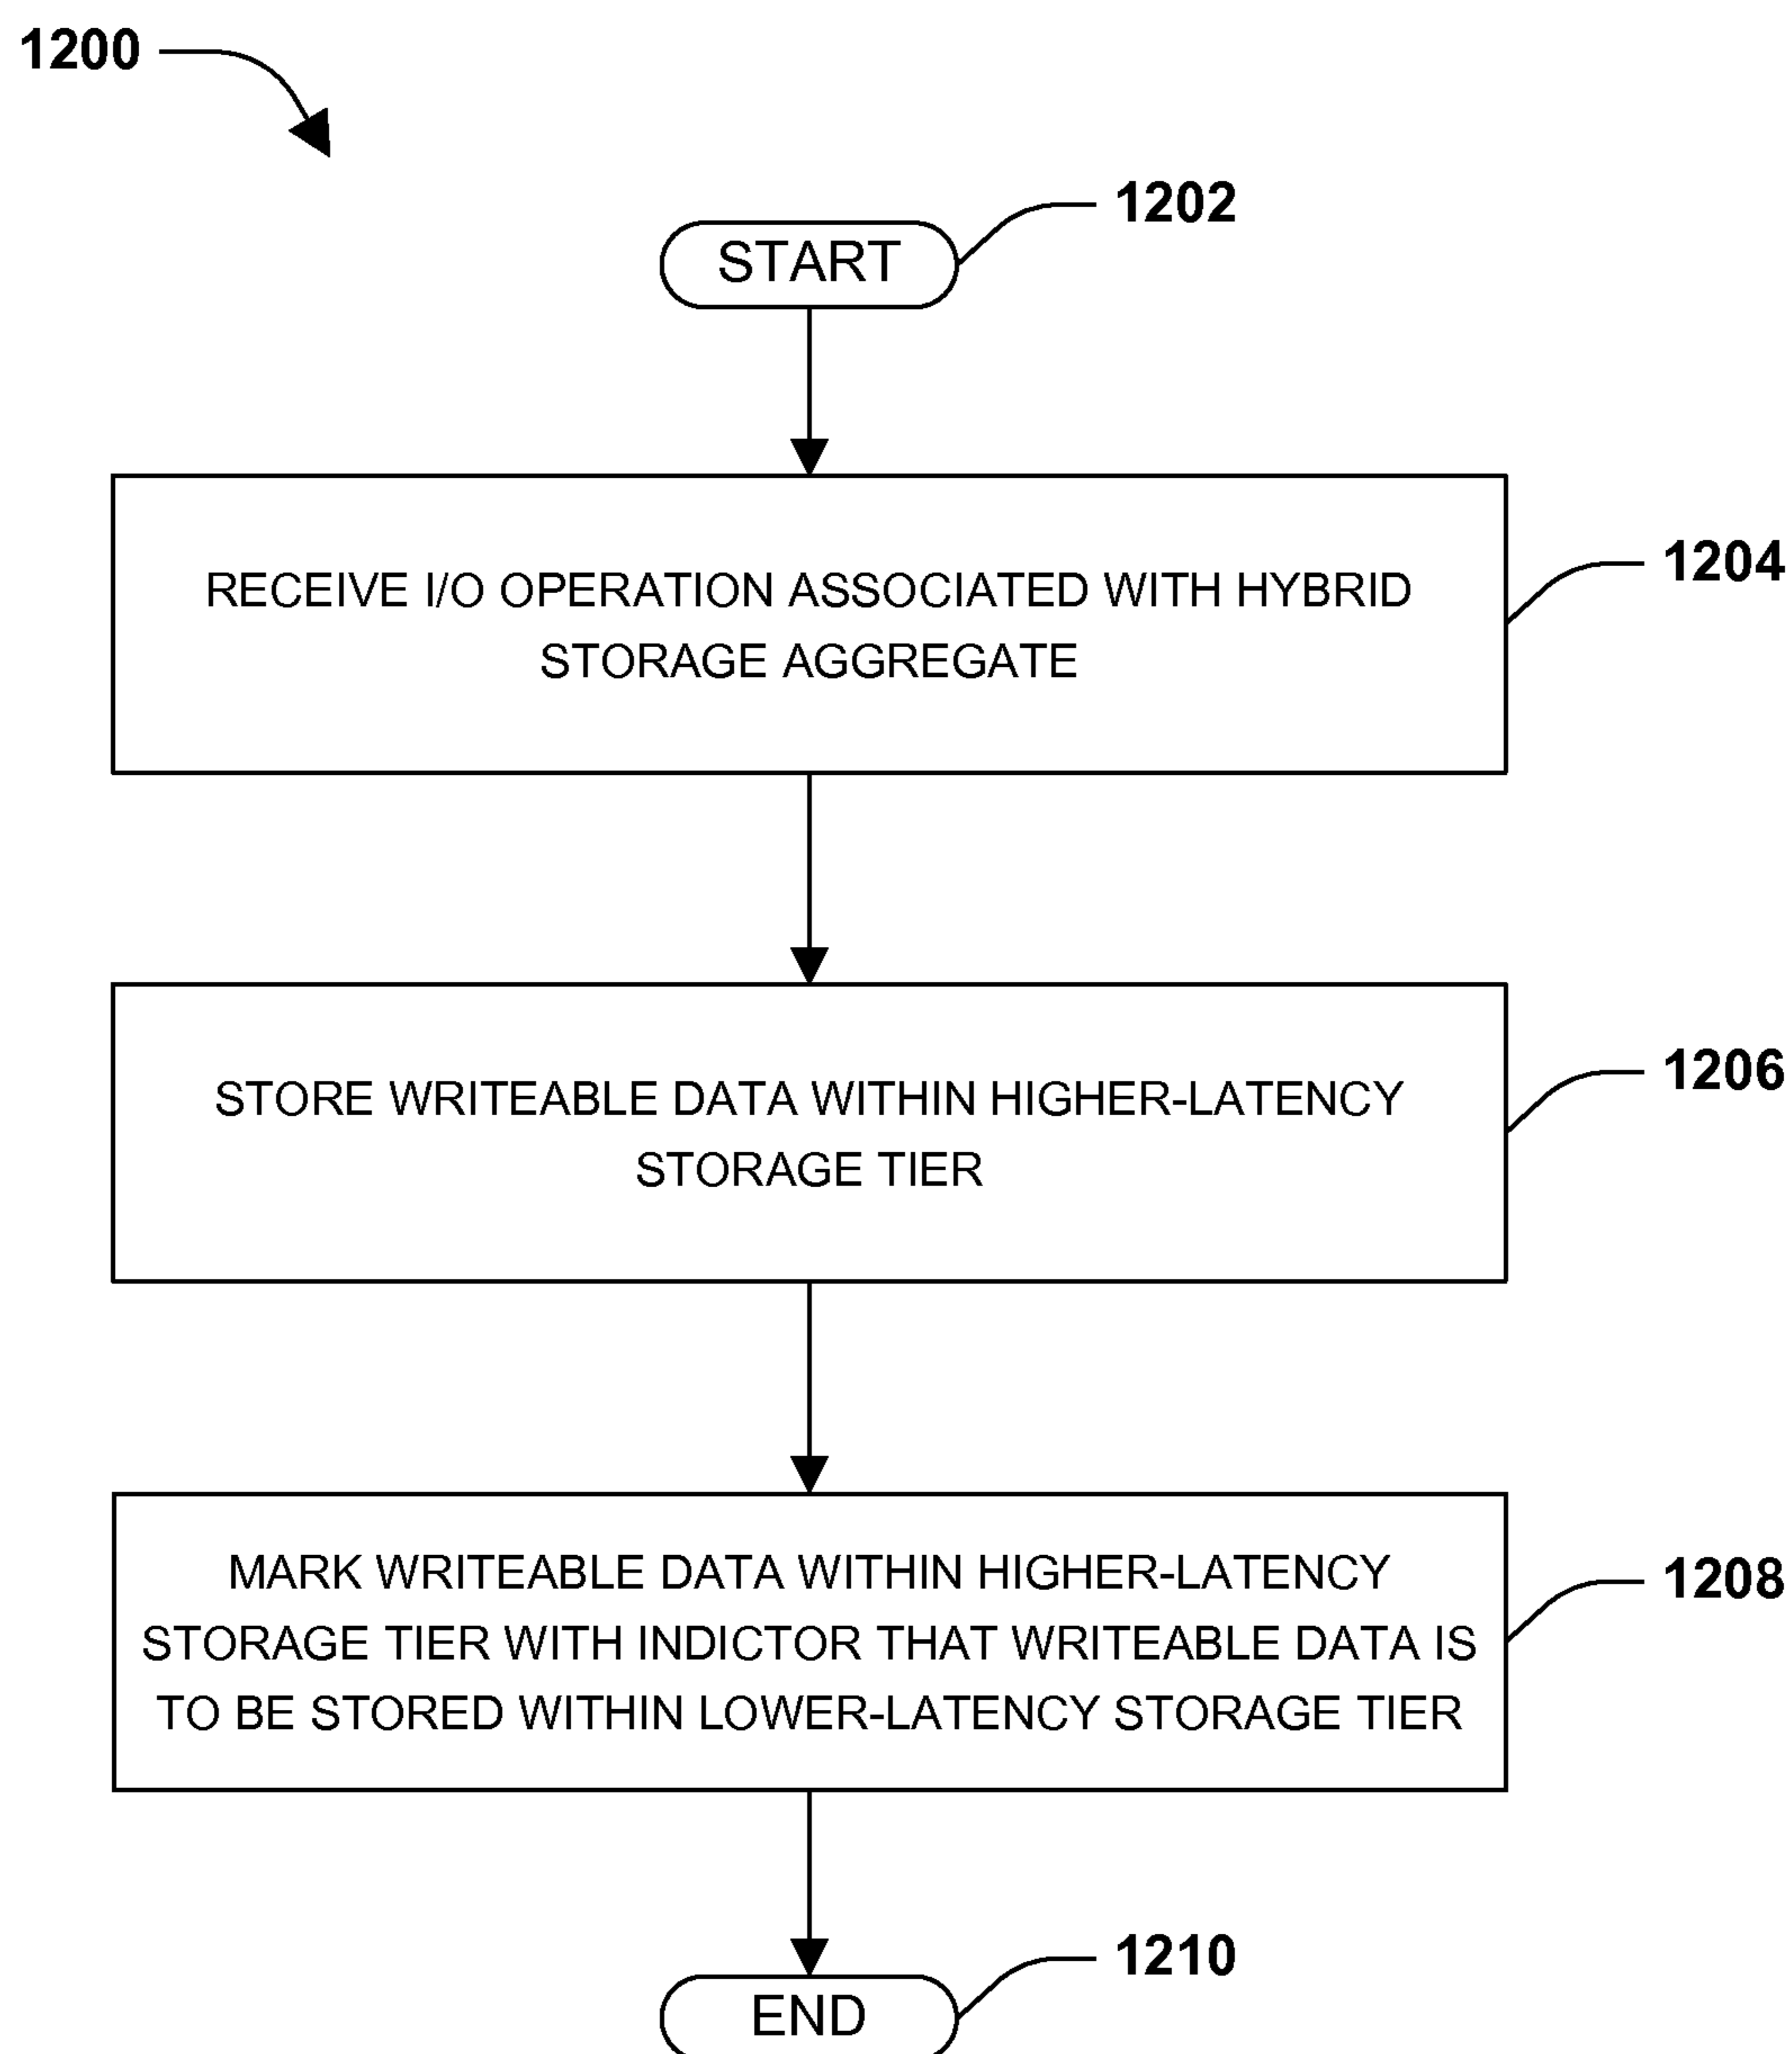 1200
1202
START
RECEIVE I/O OPERATION ASSOCIATED WITH HYBRID
STORAGE AGGREGATE
1204
STORE WRITEABLE DATA WITHIN HIGHER-LATENCY
STORAGE TIER
1206
MARK WRITEABLE DATA WITHIN HIGHER-LATENCY
STORAGE TIER WITH INDICTOR THAT WRITEABLE DATA IS
TO BE STORED WITHIN LOWER-LATENCY STORAGE TIER
1208
1210
END